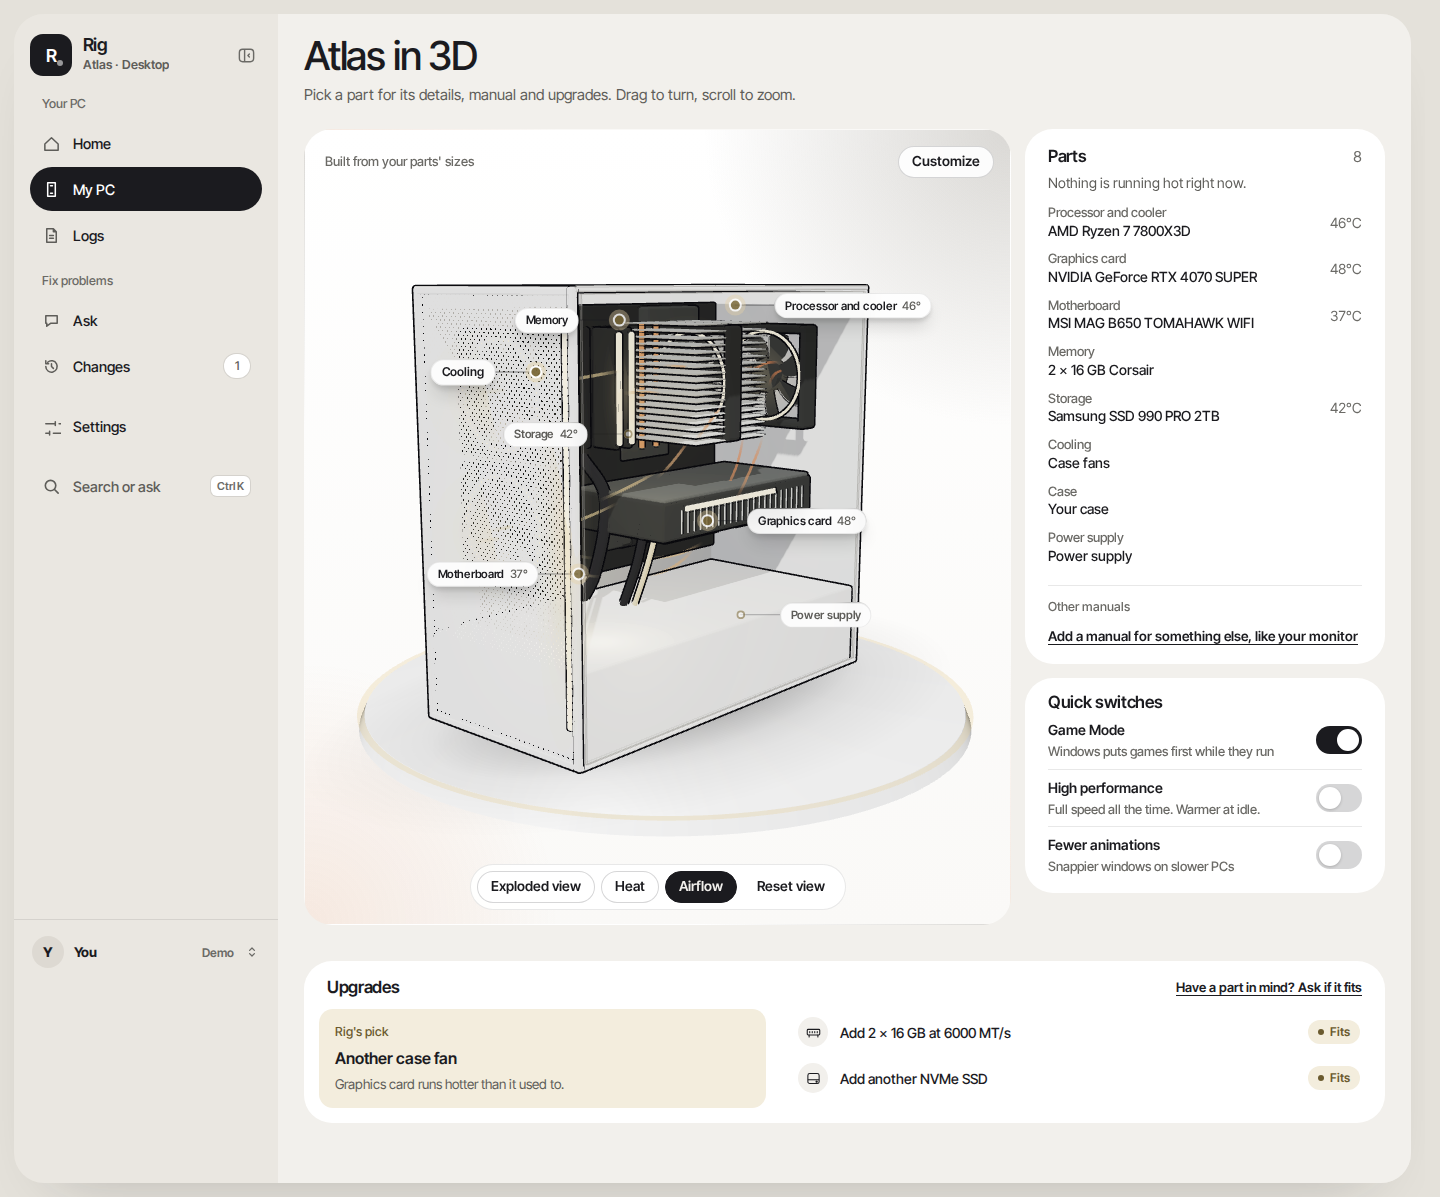 R
Rig
Atlas · Desktop
Your PC
Home
My PC
Logs
Fix problems
Ask
Changes
1
Settings
Search or ask
Ctrl K
Y
You
Demo
Atlas in 3D
Pick a part for its details, manual and upgrades. Drag to turn, scroll to zoom.
Built from your parts' sizes
Customize
Memory
Processor and cooler 46°
Cooling
Storage 42°
Graphics card 48°
Motherboard 37°
Power supply
Exploded view
Heat
Airflow
Reset view
Parts
8
Nothing is running hot right now.
Processor and cooler
AMD Ryzen 7 7800X3D
46°C
Graphics card
NVIDIA GeForce RTX 4070 SUPER
48°C
Motherboard
MSI MAG B650 TOMAHAWK WIFI
37°C
Memory
2 × 16 GB Corsair
Storage
Samsung SSD 990 PRO 2TB
42°C
Cooling
Case fans
Case
Your case
Power supply
Power supply
Other manuals
Add a manual for something else, like your monitor
Quick switches
Game Mode
Windows puts games first while they run
High performance
Full speed all the time. Warmer at idle.
Fewer animations
Snappier windows on slower PCs
Upgrades
Have a part in mind? Ask if it fits
Rig's pick
Another case fan
Graphics card runs hotter than it used to.
Add 2 × 16 GB at 6000 MT/s
Fits
Add another NVMe SSD
Fits